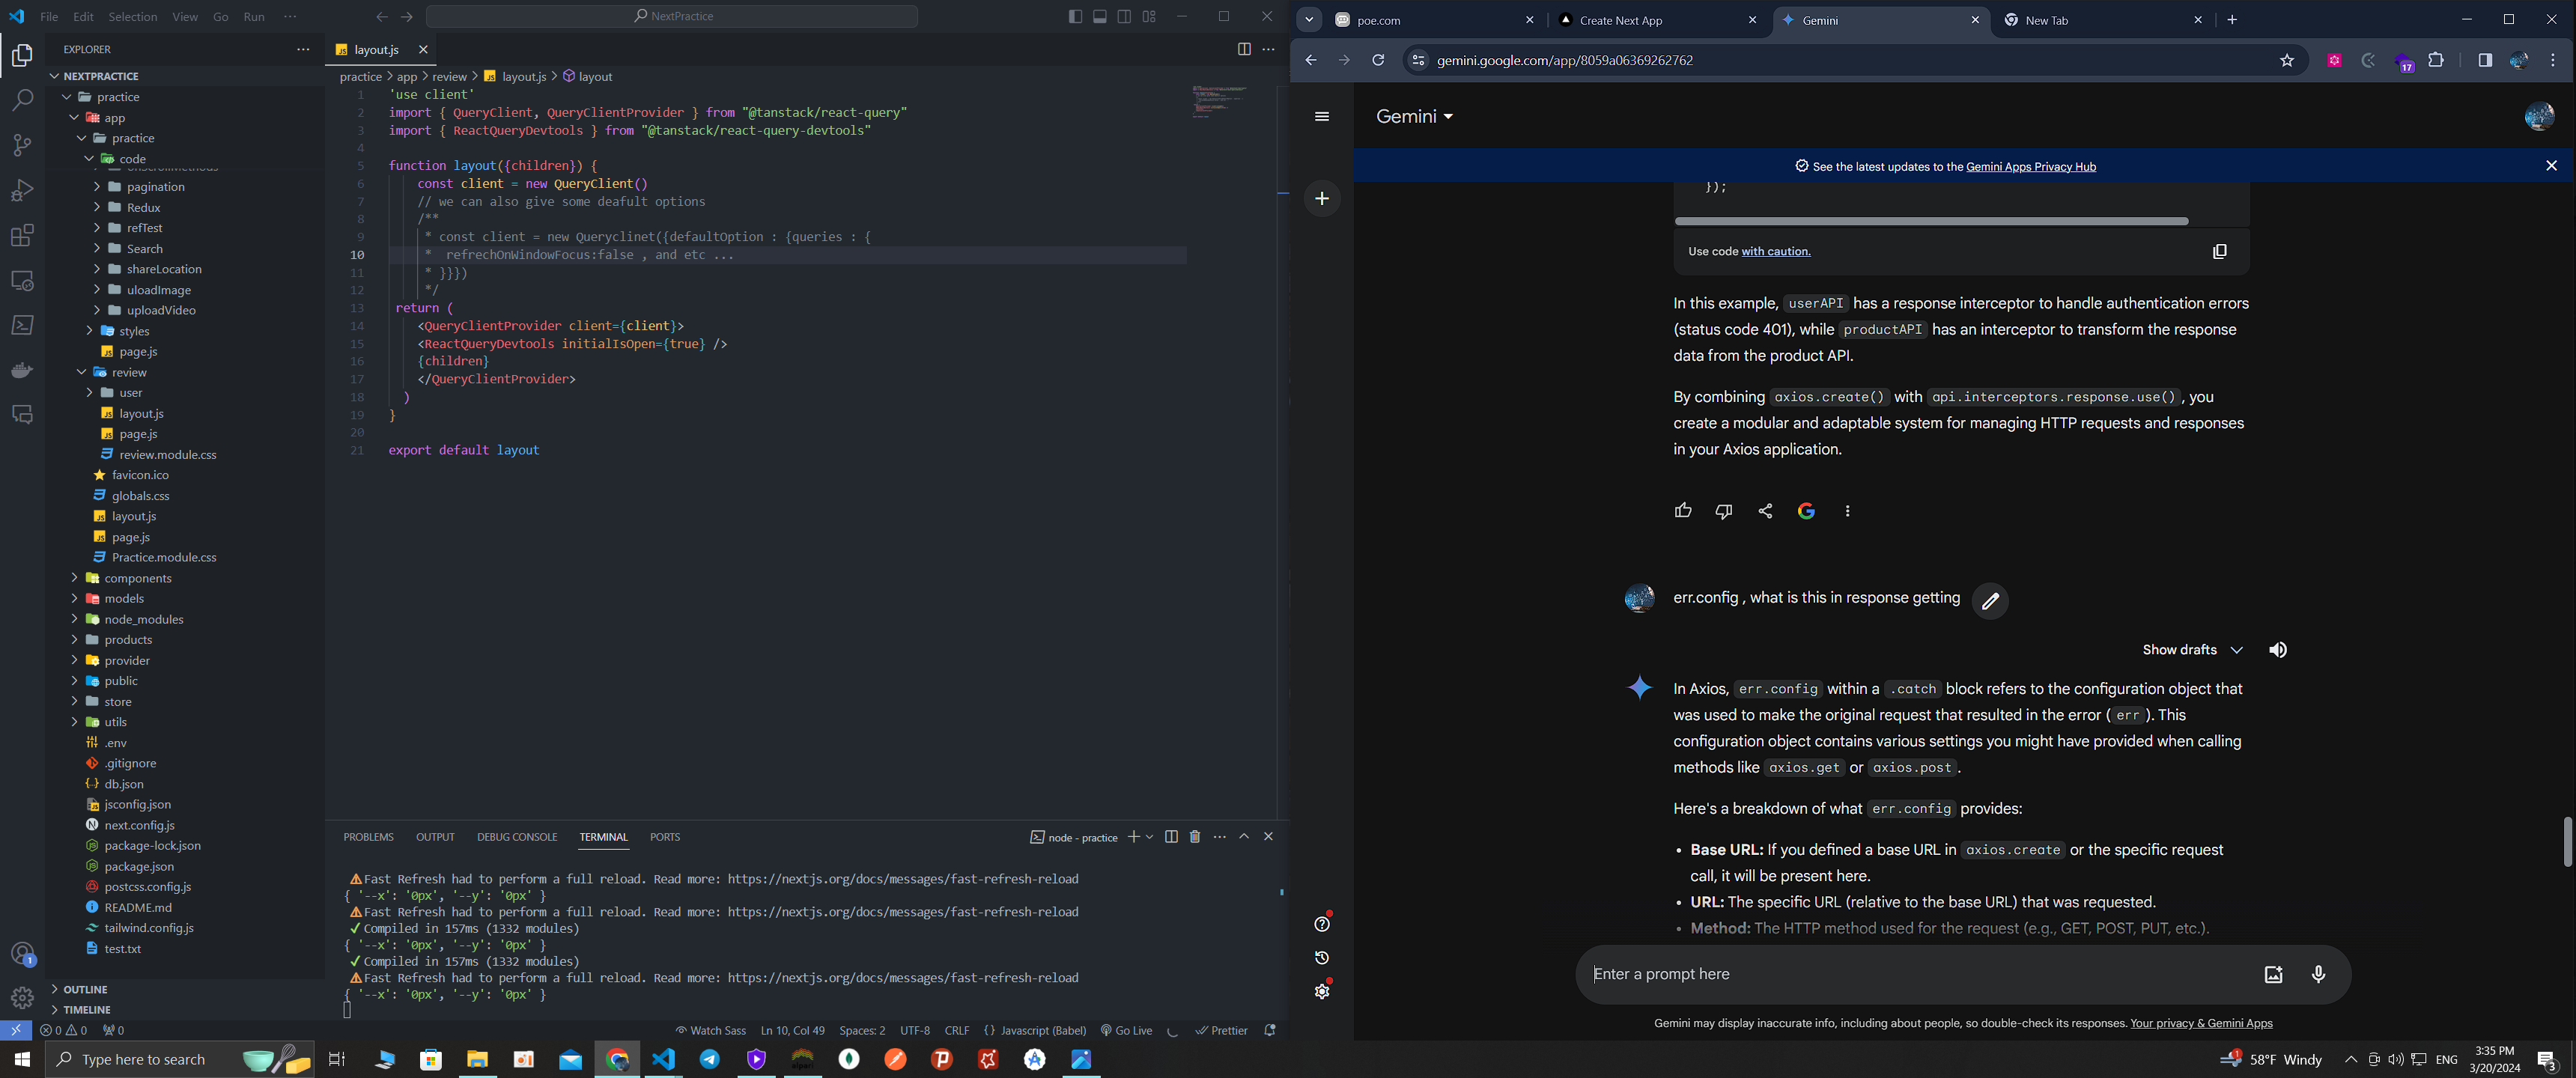 File Edit Selection View Go Run ···
NextPractice
EXPLORER
NEXTPRACTICE
practice
app
practice
code
onScrollMethods
pagination
Redux
refTest
Search
shareLocation
uloadImage
uploadVideo
styles
page.js
review
user
layout.js
page.js
review.module.css
favicon.ico
globals.css
layout.js
page.js
Practice.module.css
components
models
node_modules
products
provider
public
store
utils
.env
.gitignore
db.json
jsconfig.json
next.config.js
package-lock.json
package.json
postcss.config.js
README.md
tailwind.config.js
test.txt
OUTLINE
TIMELINE
layout.js
practice > app > review > layout.js > layout
1 'use client'
2 import { QueryClient, QueryClientProvider } from "@tanstack/react-query"
3 import { ReactQueryDevtools } from "@tanstack/react-query-devtools"
4
5 function layout({children}) {
6 const client = new QueryClient()
7 // we can also give some deafult options
8 /**
9 * const client = new Queryclinet({defaultOption : {queries : {
10 * refrechOnWindowFocus:false , and etc ...
11 * }}})
12 */
13 return (
14 <QueryClientProvider client={client}>
15 <ReactQueryDevtools initialIsOpen={true} />
16 {children}
17 </QueryClientProvider>
18 )
19 }
20
21 export default layout
PROBLEMS OUTPUT DEBUG CONSOLE TERMINAL PORTS
node - practice
⚠ Fast Refresh had to perform a full reload. Read more: https://nextjs.org/docs/messages/fast-refresh-reload
{ '--x': '0px', '--y': '0px' }
⚠ Fast Refresh had to perform a full reload. Read more: https://nextjs.org/docs/messages/fast-refresh-reload
✓ Compiled in 157ms (1332 modules)
{ '--x': '0px', '--y': '0px' }
✓ Compiled in 157ms (1332 modules)
⚠ Fast Refresh had to perform a full reload. Read more: https://nextjs.org/docs/messages/fast-refresh-reload
{ '--x': '0px', '--y': '0px' }
1
0 0 0
Watch Sass Ln 10, Col 49 Spaces: 2 UTF-8 CRLF {} Javascript (Babel) Go Live Prettier
poe.com
Create Next App
Gemini
New Tab
gemini.google.com/app/8059a06369262762
17
Gemini
See the latest updates to the Gemini Apps Privacy Hub
});
Use code with caution.
In this example, userAPI has a response interceptor to handle authentication errors
(status code 401), while productAPI has an interceptor to transform the response
data from the product API.
By combining axios.create() with api.interceptors.response.use(), you
create a modular and adaptable system for managing HTTP requests and responses
in your Axios application.
err.config , what is this in response getting
Show drafts
In Axios, err.config within a .catch block refers to the configuration object that
was used to make the original request that resulted in the error ( err ). This
configuration object contains various settings you might have provided when calling
methods like axios.get or axios.post.
Here's a breakdown of what err.config provides:
• Base URL: If you defined a base URL in axios.create or the specific request
call, it will be present here.
• URL: The specific URL (relative to the base URL) that was requested.
• Method: The HTTP method used for the request (e.g., GET, POST, PUT, etc.).
Enter a prompt here
Gemini may display inaccurate info, including about people, so double-check its responses. Your privacy & Gemini Apps
Type here to search
1
58°F Windy
ENG
3:35 PM
3/20/2024
3